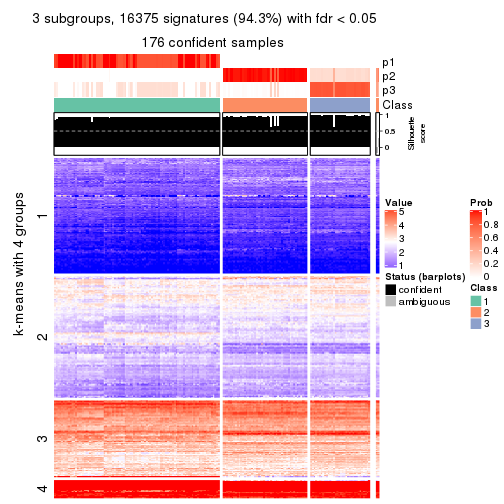 3 subgroups, 16375 signatures (94.3%) with fdr < 0.05
176 confident samples
p1
p2
p3
Class
1
0.5
0
Silhouette
score
k-means with 4 groups
1
2
3
4
Value
5
4
3
2
1
Status (barplots)
confident
ambiguous
Prob
1
0.8
0.6
0.4
0.2
0
Class
1
2
3